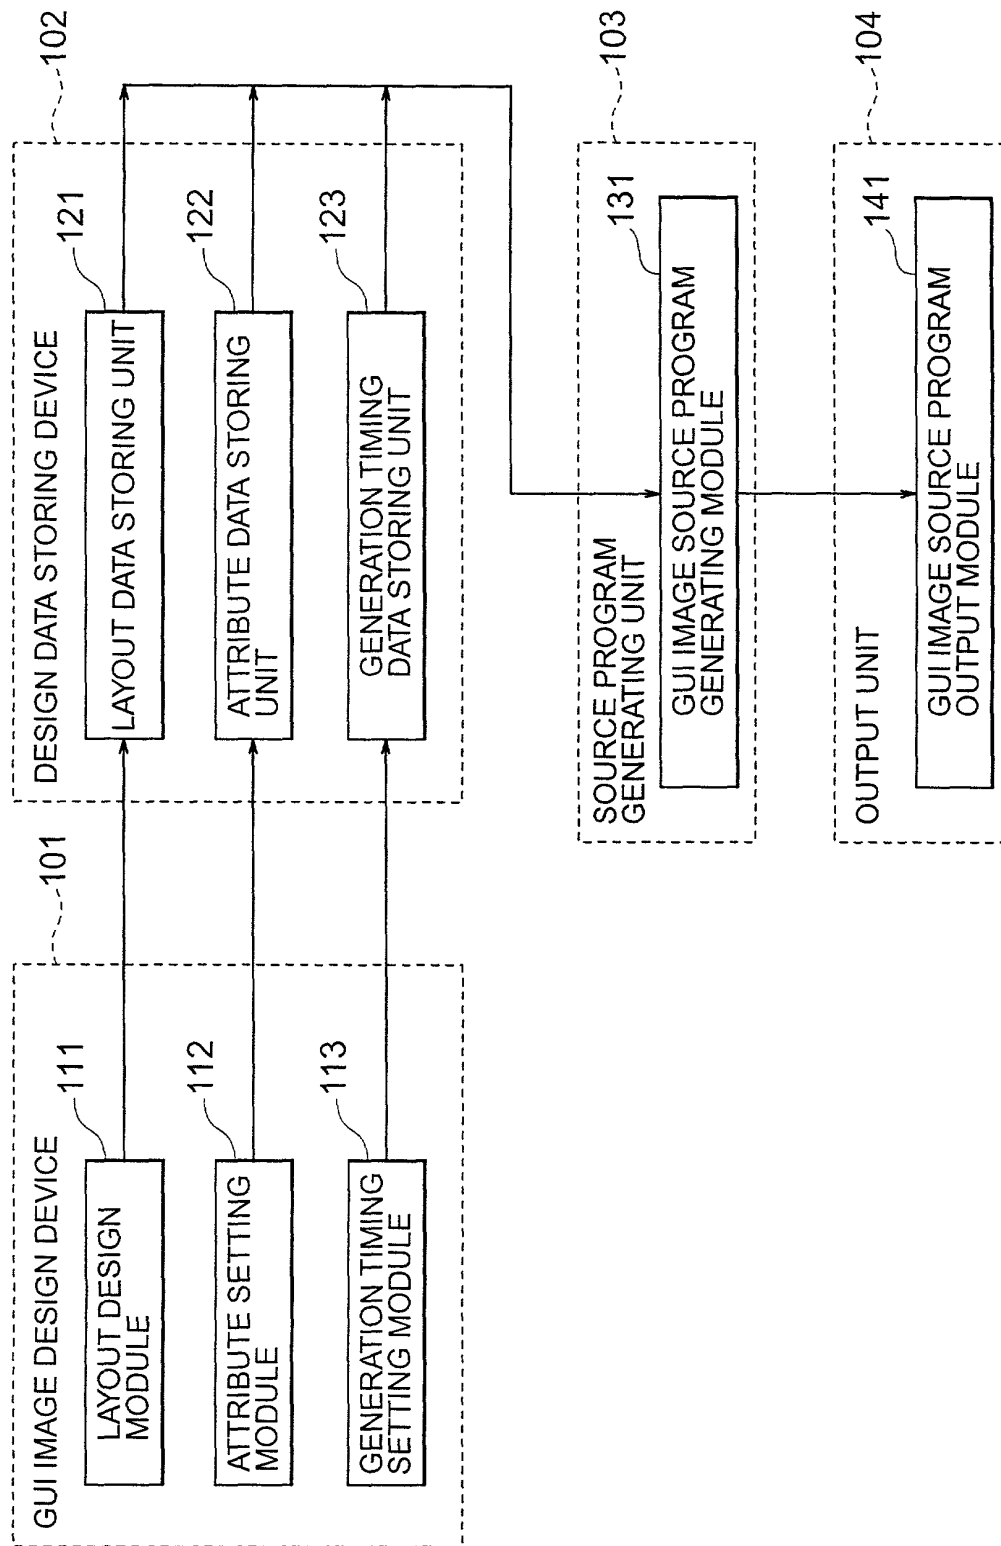 GUI IMAGE DESIGN DEVICE
101
LAYOUT DESIGN
MODULE
111
ATTRIBUTE SETTING
MODULE
112
GENERATION TIMING
SETTING MODULE
113
DESIGN DATA STORING DEVICE
102
LAYOUT DATA STORING UNIT
121
ATTRIBUTE DATA STORING
UNIT
122
GENERATION TIMING
DATA STORING UNIT
123
SOURCE PROGRAM
GENERATING UNIT
103
GUI IMAGE SOURCE PROGRAM
GENERATING MODULE
131
OUTPUT UNIT
104
GUI IMAGE SOURCE PROGRAM
OUTPUT MODULE
141